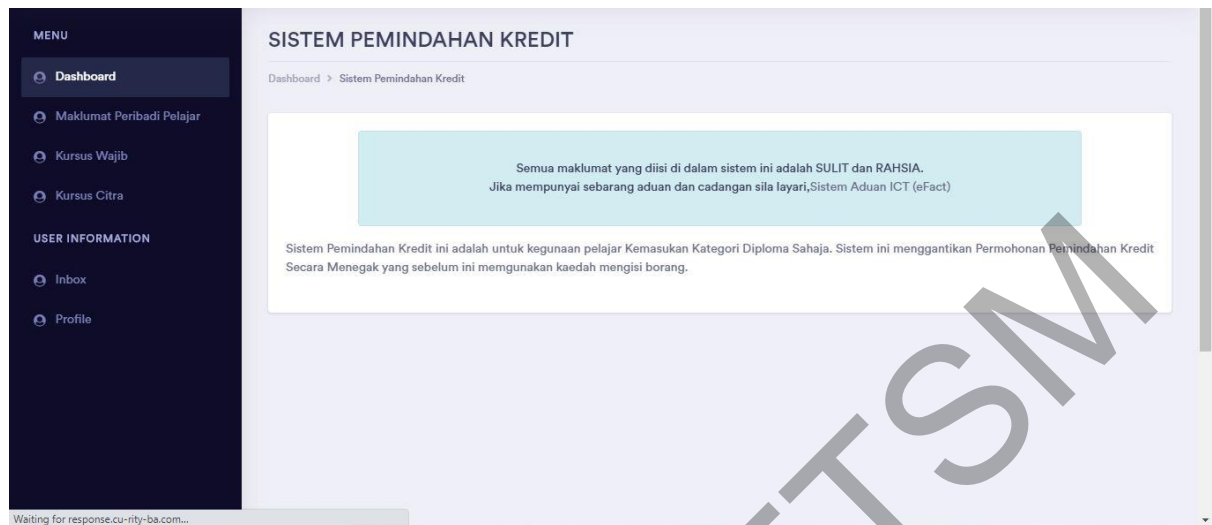 MENU
Dashboard
Maklumat Peribadi Pelajar
Kursus Wajib
Kursus Citra
USER INFORMATION
Inbox
Profile
SISTEM PEMINDAHAN KREDIT
Dashboard > Sistem Pemindahan Kredit
Semua maklumat yang diisi di dalam sistem ini adalah SULIT dan RAHSIA.
Jika mempunyai sebarang aduan dan cadangan sila layari,Sistem Aduan ICT (eFact)
Sistem Pemindahan Kredit ini adalah untuk kegunaan pelajar Kemasukan Kategori Diploma Sahaja. Sistem ini menggantikan Permohonan Pemindahan Kredit
Secara Menegak yang sebelum ini memgunakan kaedah mengisi borang.
Waiting for response.cu-rity-ba.com...
TSM